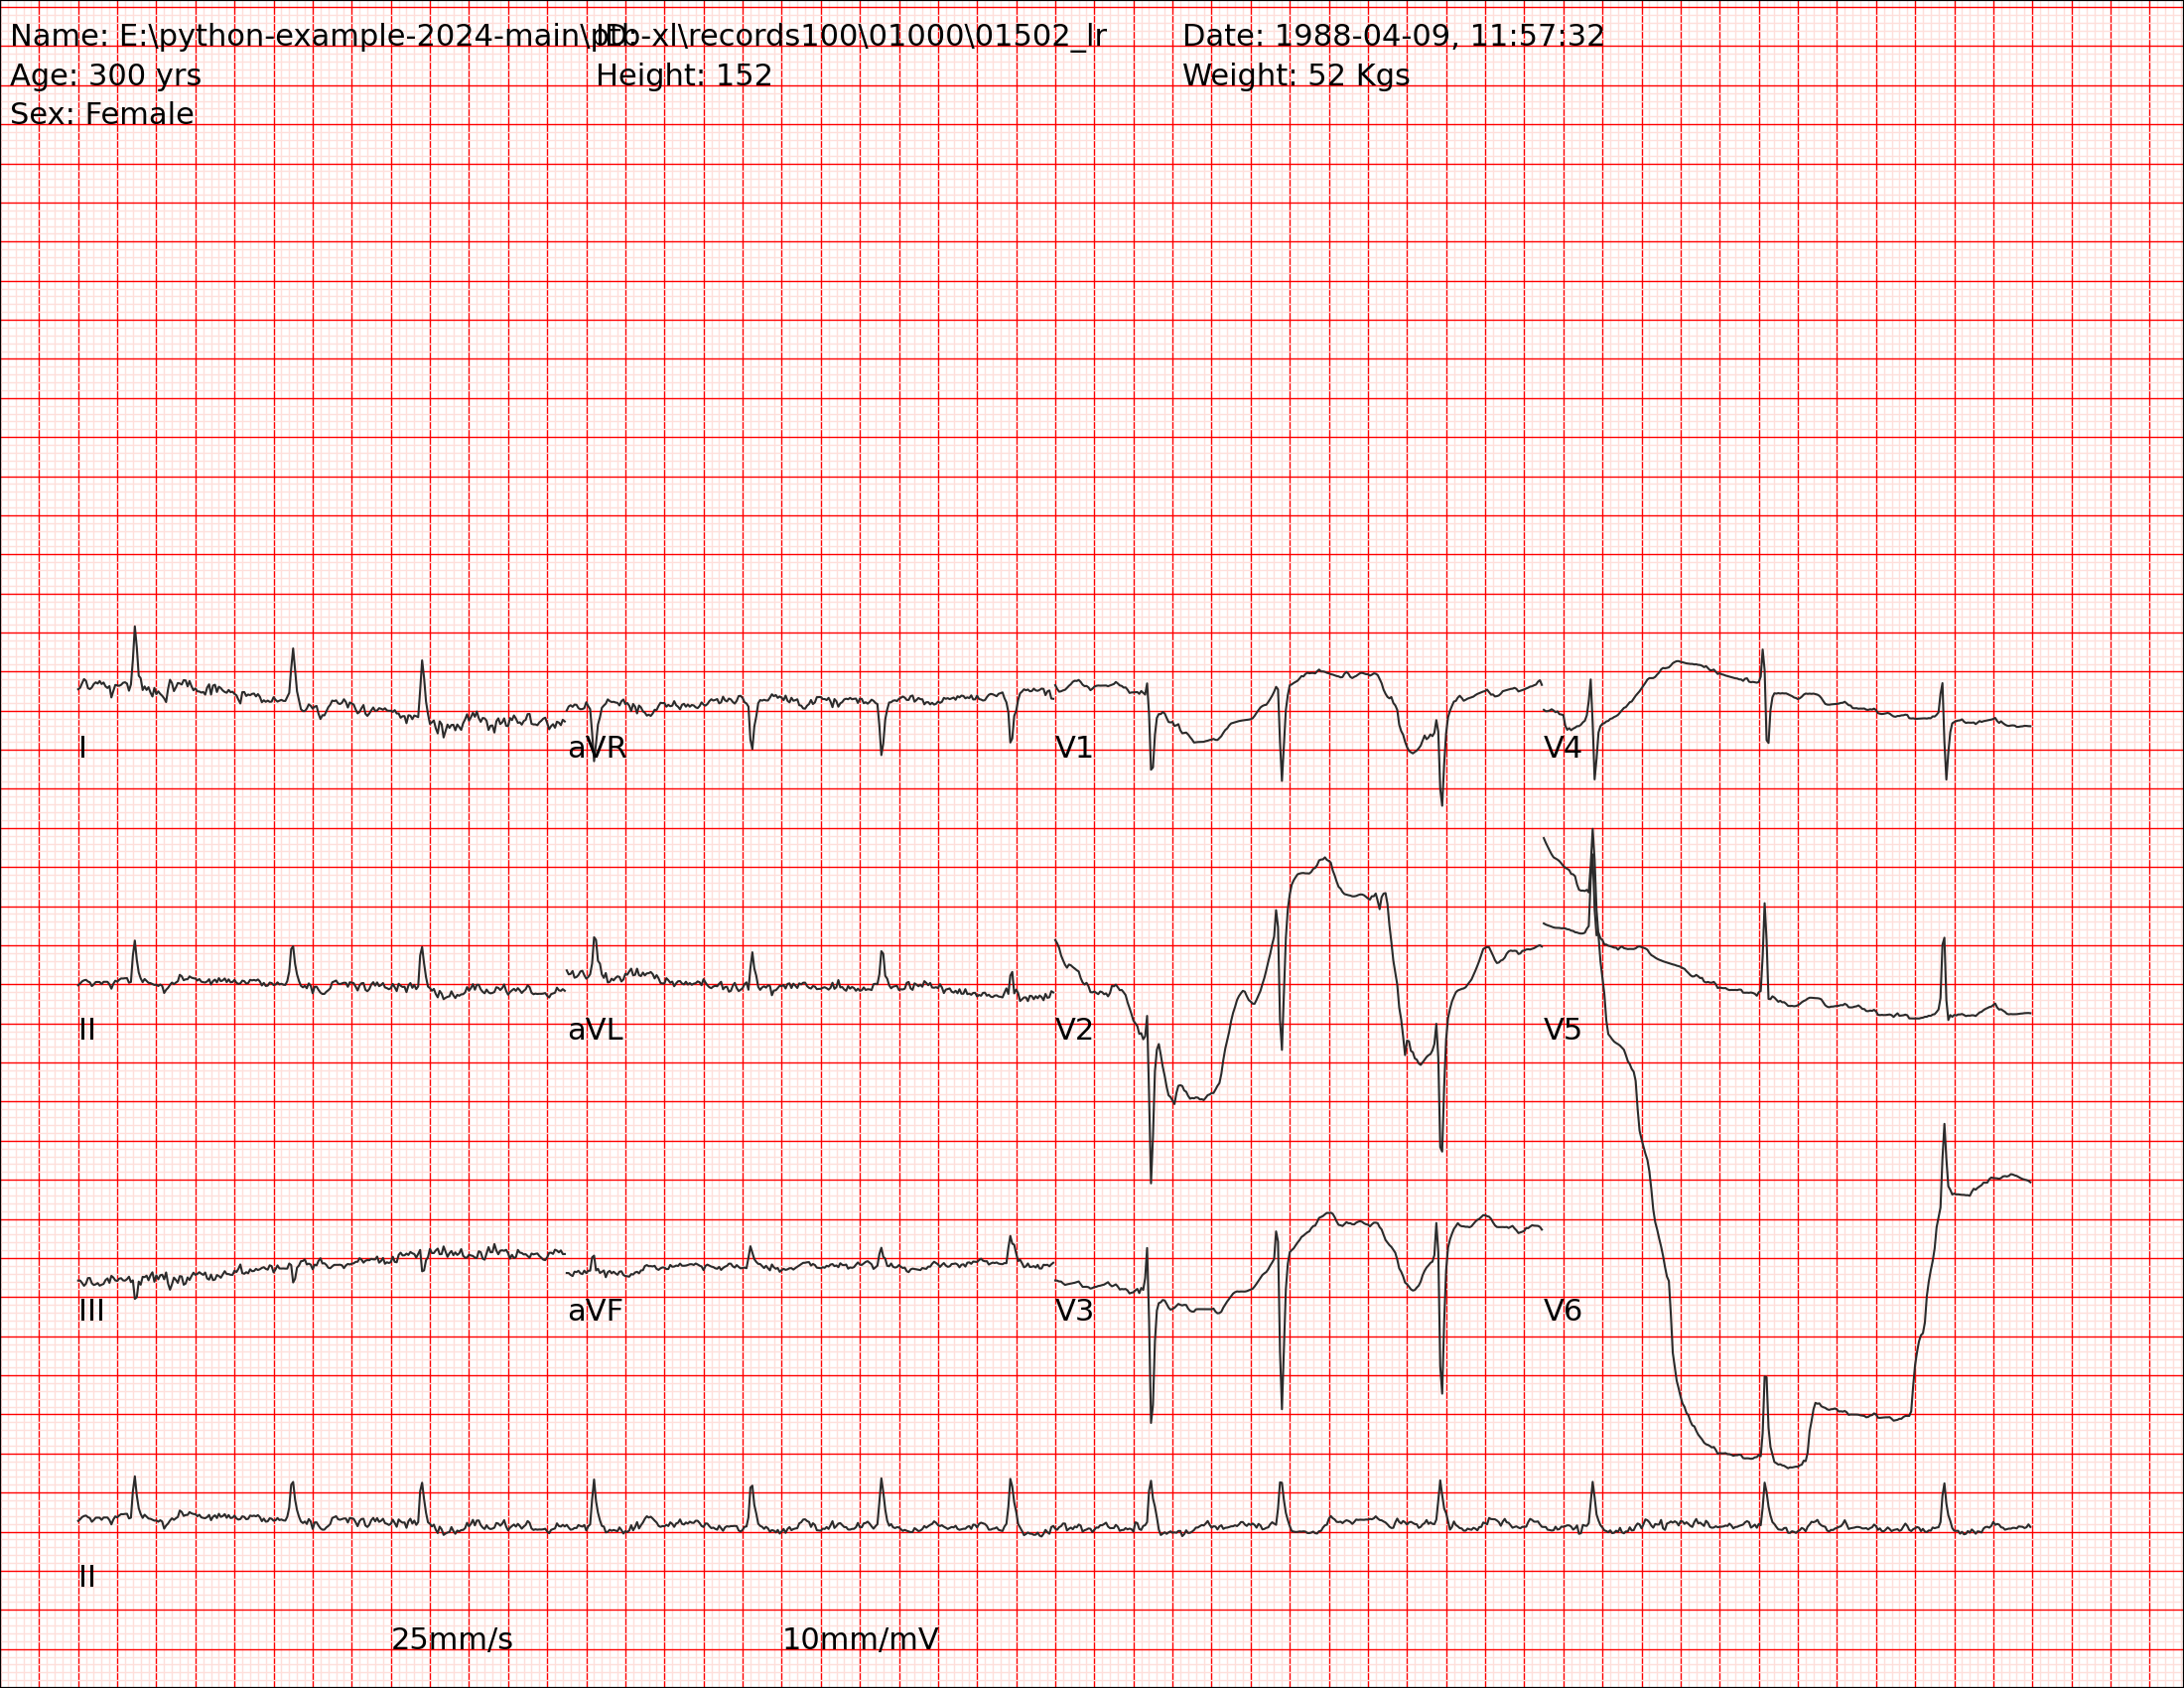 Name: E:\python-example-2024-main\ptb-xl\records100\01000\01502_lr ID: Date: 1988-04-09, 11:57:32
Age: 300 yrs Height: 152 Weight: 52 Kgs
Sex: Female
I aVR V1 V4
II aVL V2 V5
III aVF V3 V6
II
25mm/s 10mm/mV